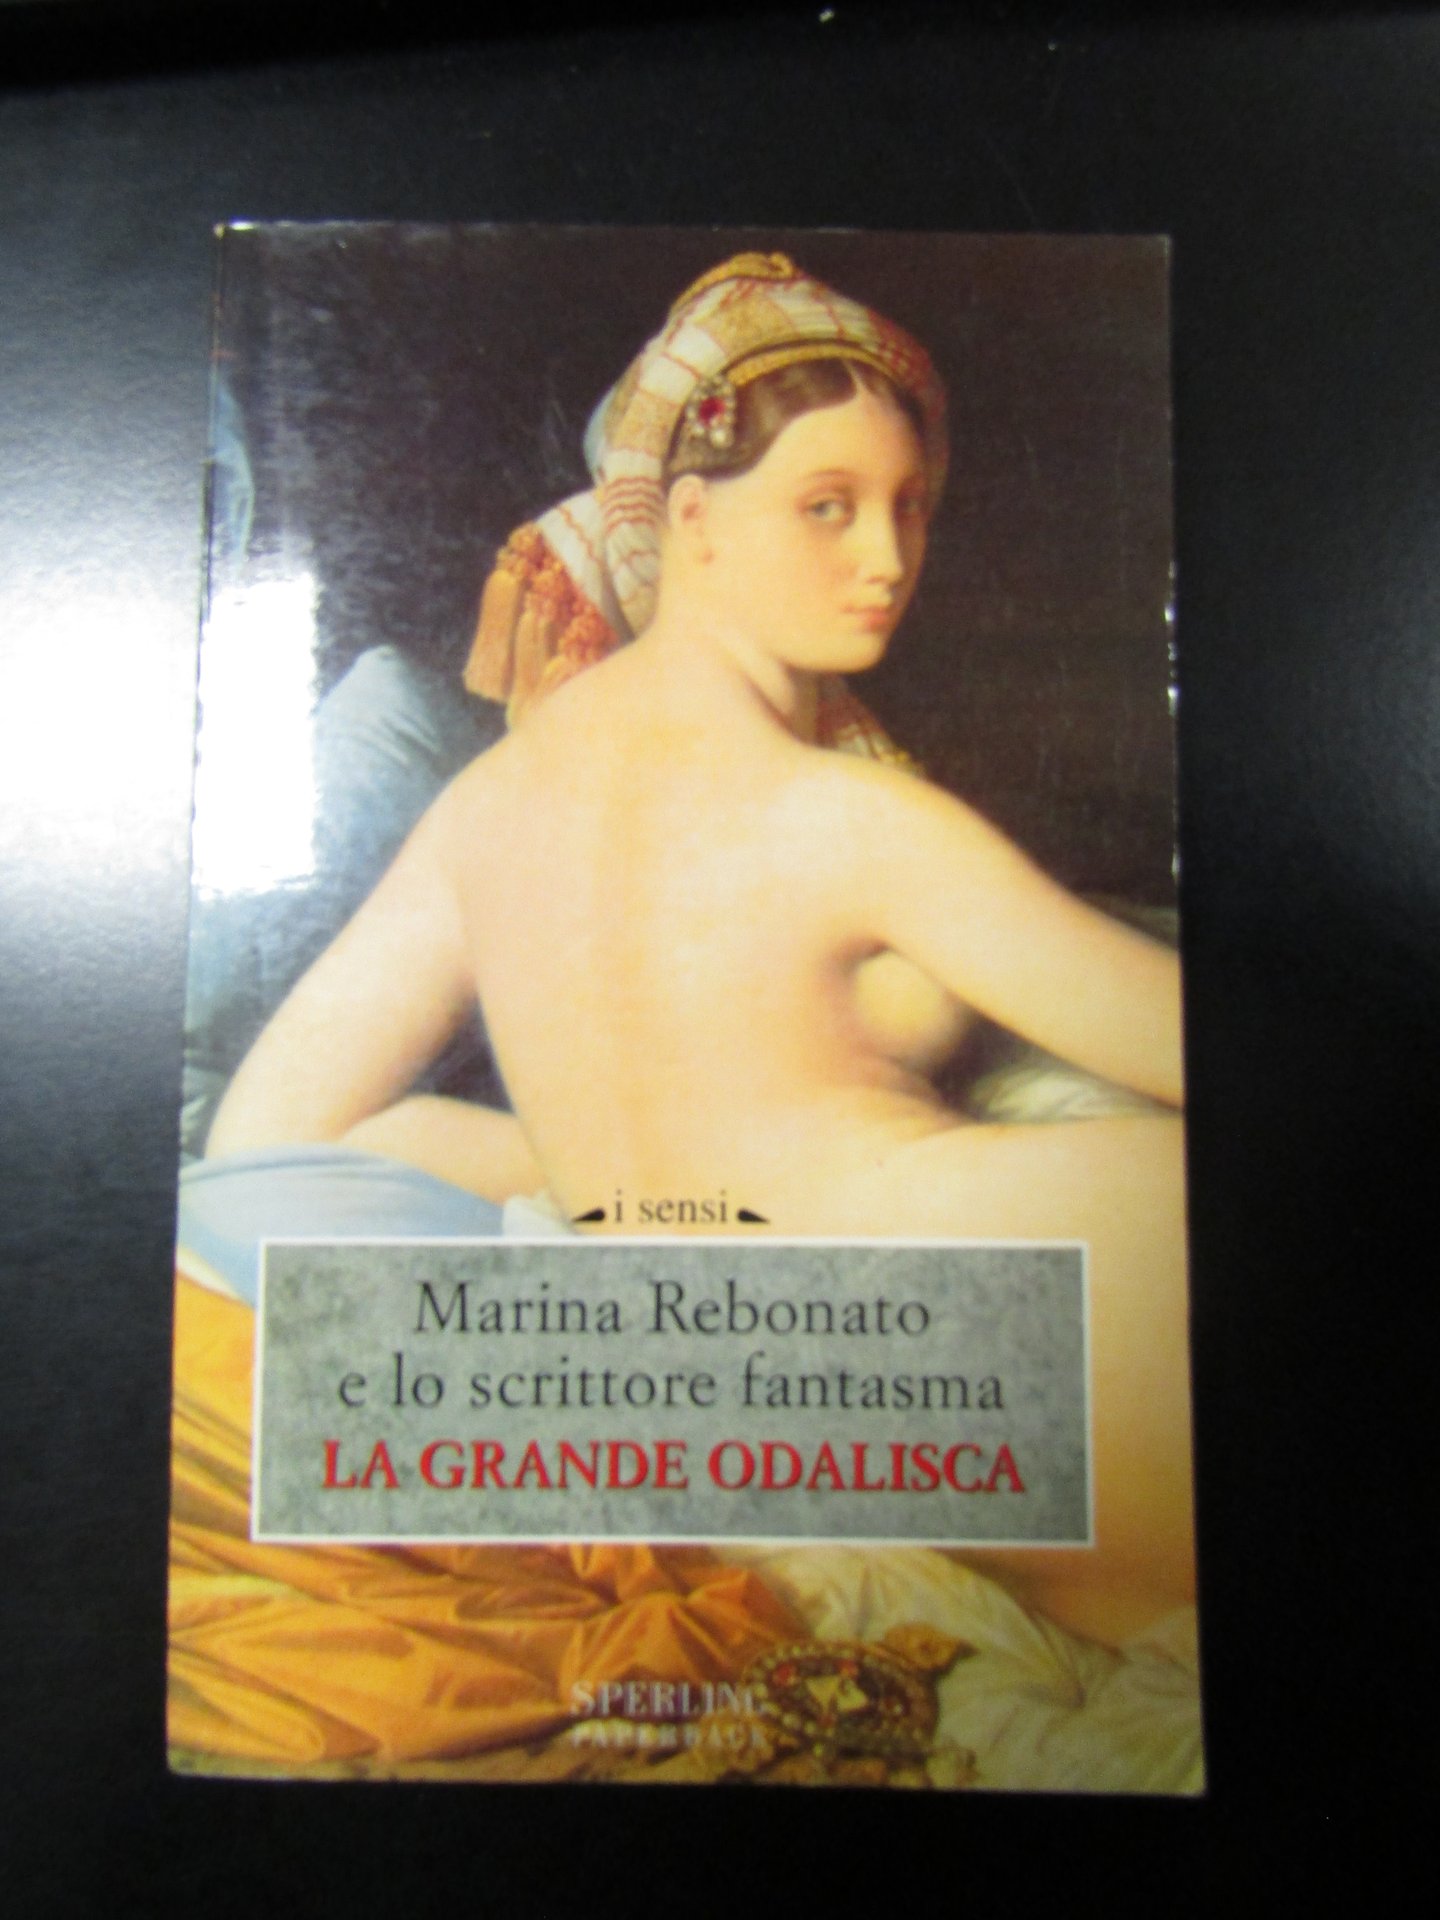 i sensi
Marina Rebonato
e lo scrittore fantasma
LA GRANDE ODALISCA
SPERLING
PAPERBACK